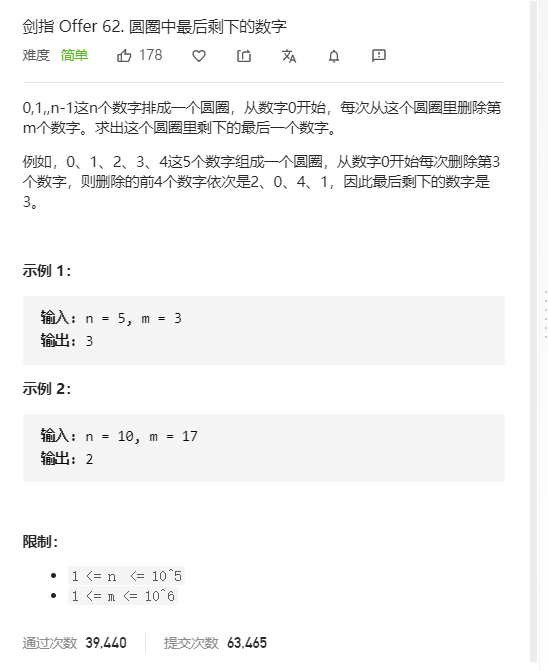 剑指 Offer 62. 圆圈中最后剩下的数字
难度 简单 178
0,1,,n-1这n个数字排成一个圆圈，从数字0开始，每次从这个圆圈里删除第
m个数字。求出这个圆圈里剩下的最后一个数字。
例如，0、1、2、3、4这5个数字组成一个圆圈，从数字0开始每次删除第3
个数字，则删除的前4个数字依次是2、0、4、1，因此最后剩下的数字是
3。
示例 1：
输入：n = 5, m = 3
输出：3
示例 2：
输入：n = 10, m = 17
输出：2
限制：
1 <= n <= 10^5
1 <= m <= 10^6
通过次数 39,440 提交次数 63,465